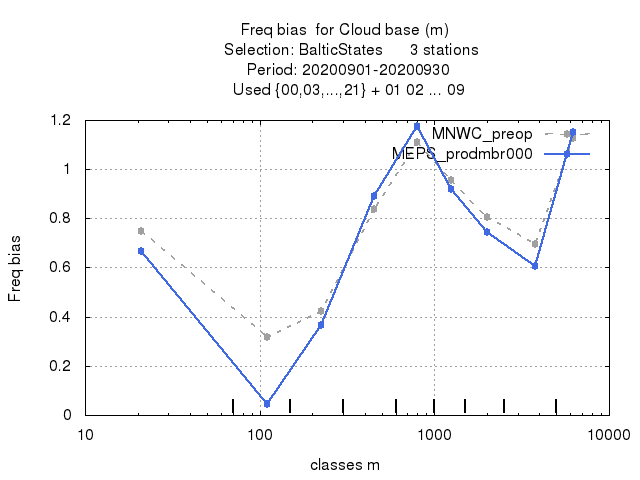 Freq bias  for Cloud base (m)
Selection: BalticStates      3 stations
Period: 20200901-20200930
Used {00,03,...,21} + 01 02 ... 09
MNWC_preop
MEPS_prodmbr000
1.2
1
0.8
0.6
0.4
0.2
0
Freq bias
10
100
1000
10000
classes m